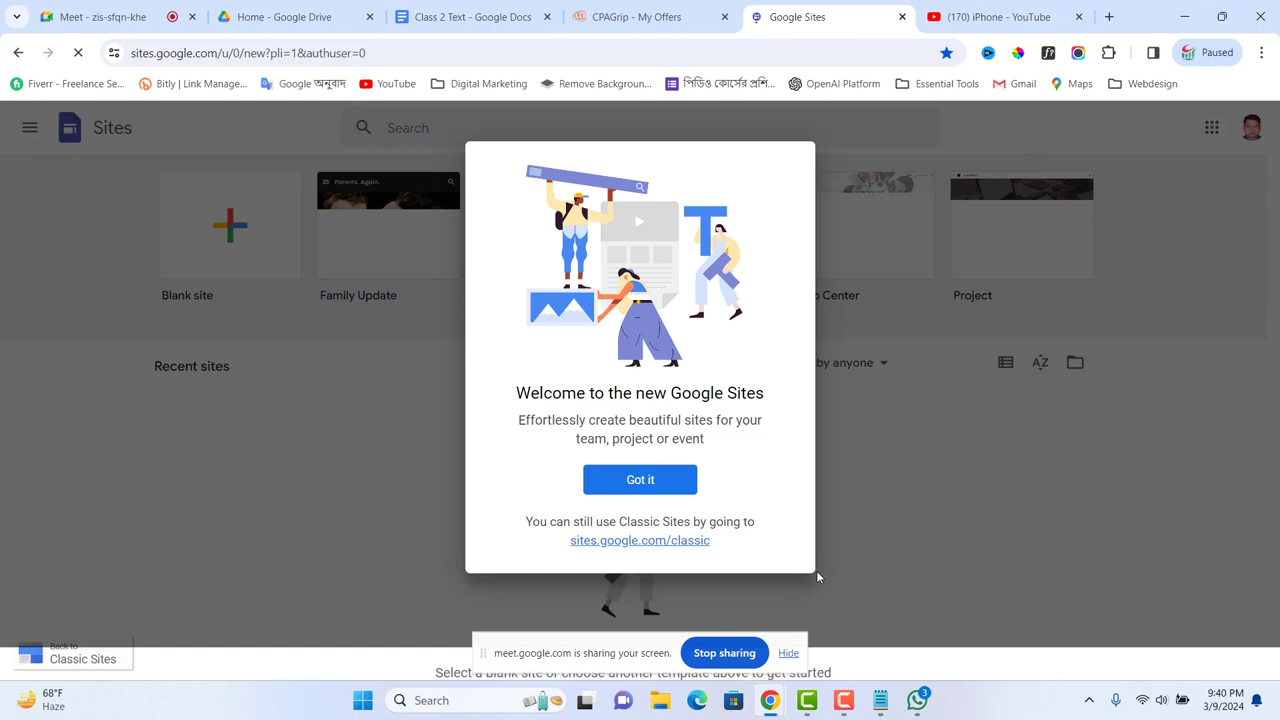 Meet - zis-sfqn-khe
Home - Google Drive
Class 2 Text - Google Docs
CPAGrip — My Offers
Google Sites
(170) iPhone - YouTube
sites.google.com/u/0/new?pli=1&authuser=0
Paused
Fiverr - Freelance Se...
Bitly | Link Manage...
Google অনুবাদ
YouTube
Digital Marketing
Remove Backgroun...
পিডিও কোর্সের প্রশি...
OpenAI Platform
Essential Tools
Gmail
Maps
Webdesign
Sites
Search
Parents. Again.
Blank site
Family Update
Center
Project
Recent sites
by anyone
Welcome to the new Google Sites
Effortlessly create beautiful sites for your
team, project or event
Got it
You can still use Classic Sites by going to
sites.google.com/classic
Back to
Classic Sites
meet.google.com is sharing your screen.
Stop sharing
Hide
Select a blank site or choose another template above to get started
68°F
Haze
Search
3
9:40 PM
3/9/2024